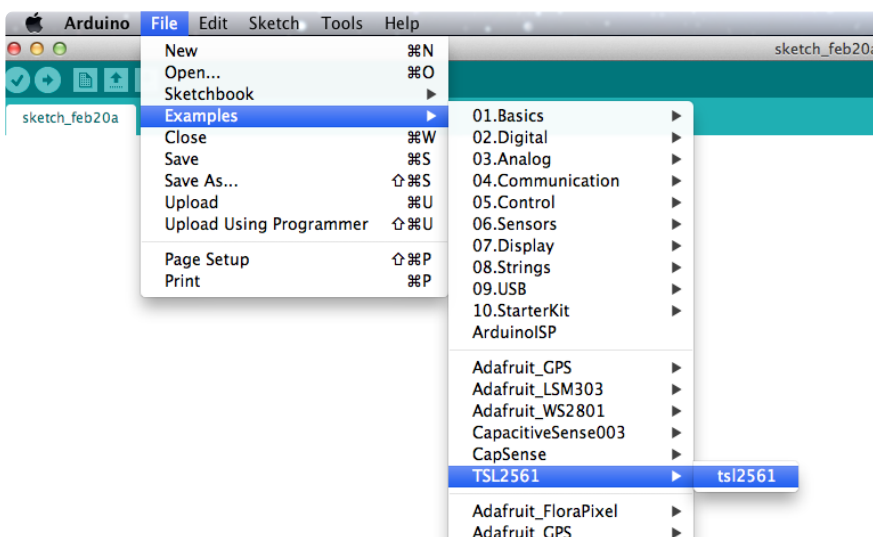 Arduino File Edit Sketch Tools Help
sketch_feb20a
sketch_feb20a
New ⌘N
Open... ⌘O
Sketchbook ▶
Examples ▶
Close ⌘W
Save ⌘S
Save As... ⇧⌘S
Upload ⌘U
Upload Using Programmer ⇧⌘U
Page Setup ⇧⌘P
Print ⌘P
01.Basics ▶
02.Digital ▶
03.Analog ▶
04.Communication ▶
05.Control ▶
06.Sensors ▶
07.Display ▶
08.Strings ▶
09.USB ▶
10.StarterKit ▶
ArduinoISP
Adafruit_GPS ▶
Adafruit_LSM303 ▶
Adafruit_WS2801 ▶
CapacitiveSense003 ▶
CapSense ▶
TSL2561 ▶
tsl2561
Adafruit_FloraPixel ▶
Adafruit_GPS ▶